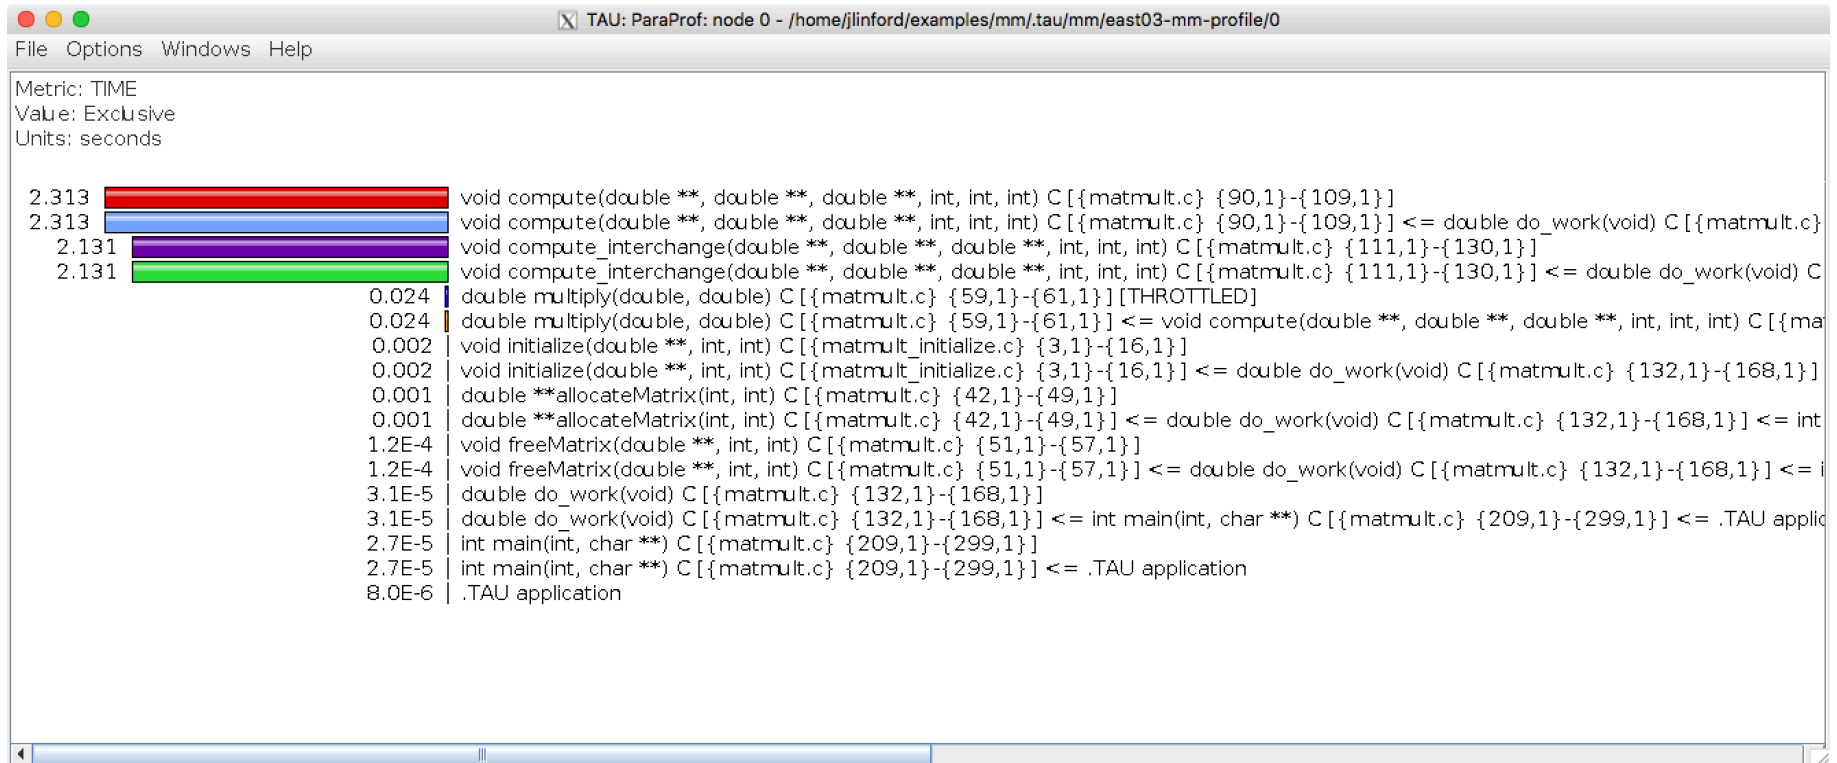 TAU: ParaProf: node 0 - /home/jlinford/examples/mm/.tau/mm/east03-mm-profile/0
File Options Windows Help
Metric: TIME
Value: Exclusive
Units: seconds
2.313 void compute(double **, double **, double **, int, int, int) C [{matmult.c} {90,1}-{109,1}]
2.313 void compute(double **, double **, double **, int, int, int) C [{matmult.c} {90,1}-{109,1}] <= double do_work(void) C [{matmult.c}
2.131 void compute_interchange(double **, double **, double **, int, int, int) C [{matmult.c} {111,1}-{130,1}]
2.131 void compute_interchange(double **, double **, double **, int, int, int) C [{matmult.c} {111,1}-{130,1}] <= double do_work(void) C
0.024 double multiply(double, double) C [{matmult.c} {59,1}-{61,1}] [THROTTLED]
0.024 double multiply(double, double) C [{matmult.c} {59,1}-{61,1}] <= void compute(double **, double **, double **, int, int, int) C [{ma
0.002 void initialize(double **, int, int) C [{matmult_initialize.c} {3,1}-{16,1}]
0.002 void initialize(double **, int, int) C [{matmult_initialize.c} {3,1}-{16,1}] <= double do_work(void) C [{matmult.c} {132,1}-{168,1}]
0.001 double **allocateMatrix(int, int) C [{matmult.c} {42,1}-{49,1}]
0.001 double **allocateMatrix(int, int) C [{matmult.c} {42,1}-{49,1}] <= double do_work(void) C [{matmult.c} {132,1}-{168,1}] <= int
1.2E-4 void freeMatrix(double **, int, int) C [{matmult.c} {51,1}-{57,1}]
1.2E-4 void freeMatrix(double **, int, int) C [{matmult.c} {51,1}-{57,1}] <= double do_work(void) C [{matmult.c} {132,1}-{168,1}] <= i
3.1E-5 double do_work(void) C [{matmult.c} {132,1}-{168,1}]
3.1E-5 double do_work(void) C [{matmult.c} {132,1}-{168,1}] <= int main(int, char **) C [{matmult.c} {209,1}-{299,1}] <= .TAU applic
2.7E-5 int main(int, char **) C [{matmult.c} {209,1}-{299,1}]
2.7E-5 int main(int, char **) C [{matmult.c} {209,1}-{299,1}] <= .TAU application
8.0E-6 .TAU application